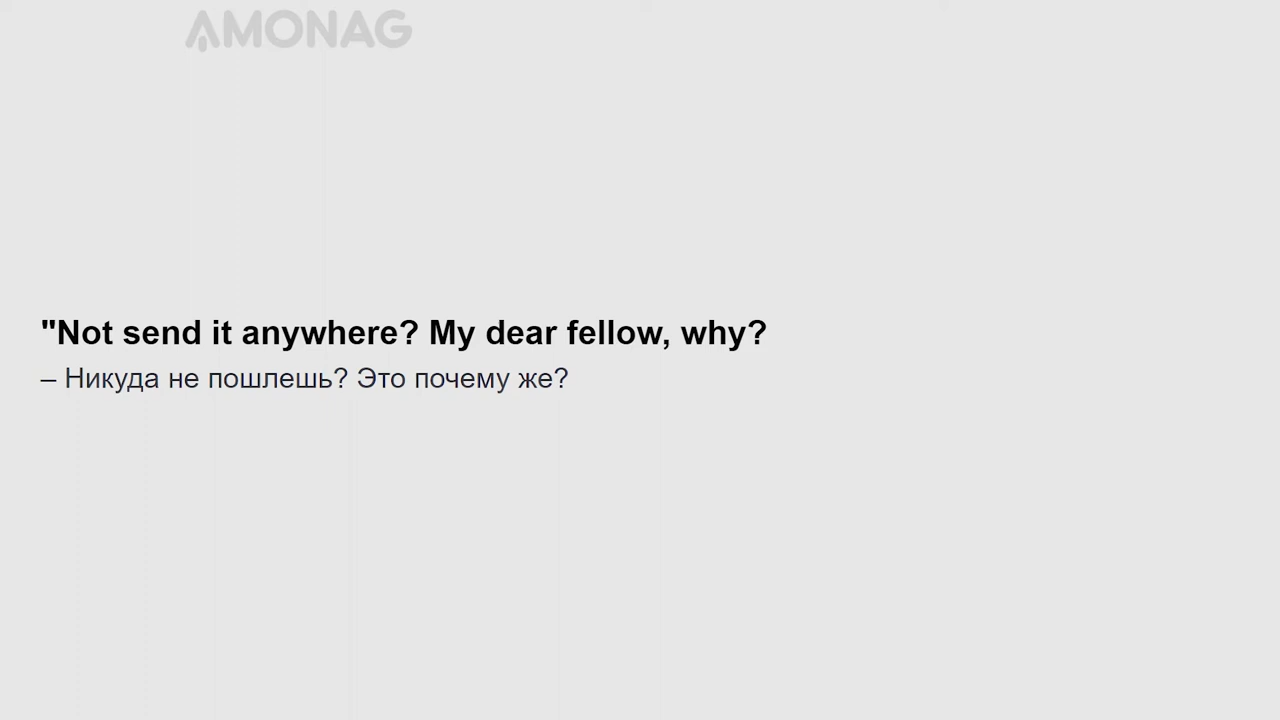 AMONAG
"Not send it anywhere? My dear fellow, why?
– Никуда не пошлешь? Это почему же?